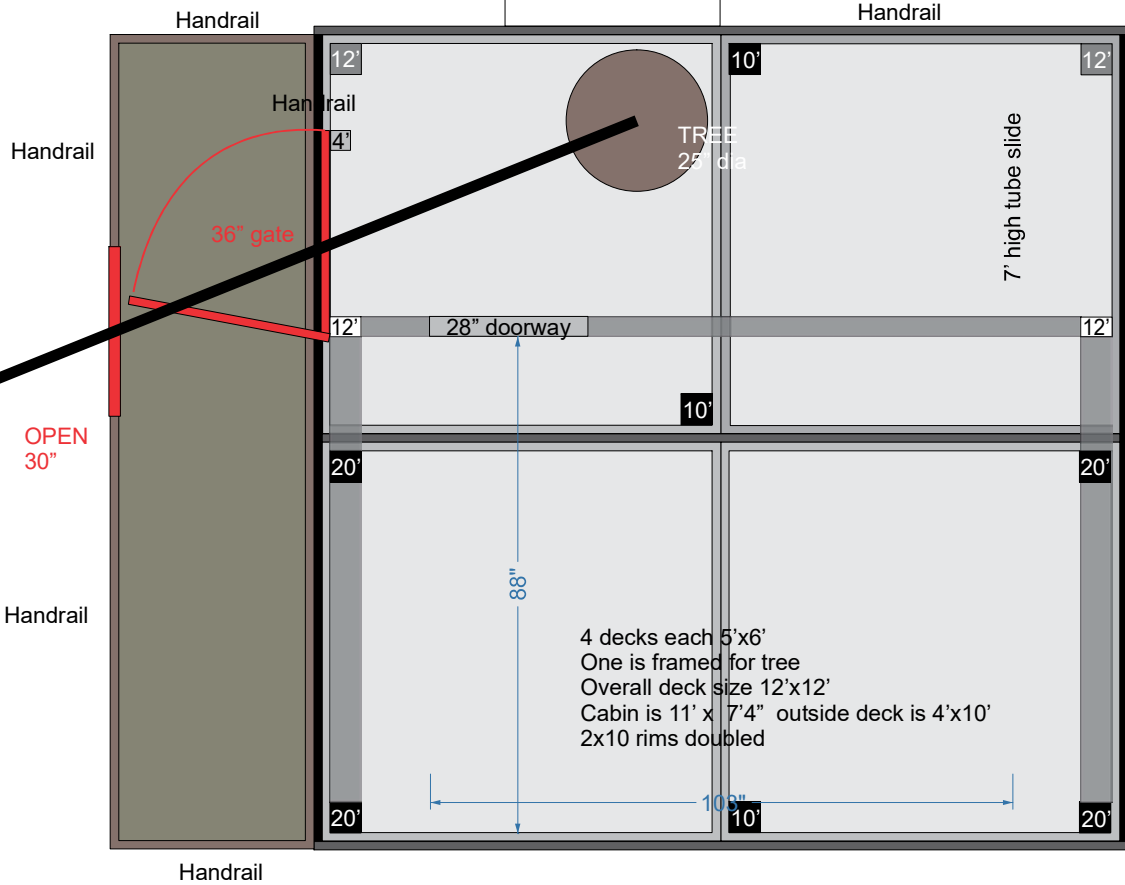 Handrail
Handrail
12’
10’
12’
Handrail
TREE
25” dia
4’
Handrail
7’ high tube slide
36” gate
12’
28” doorway
12’
10’
OPEN
30”
20’
20’
88"
Handrail
4 decks each 5’x6’
One is framed for tree
Overall deck size 12’x12’
Cabin is 11’ x 7’4” outside deck is 4’x10’
2x10 rims doubled
103"
20’
10’
20’
Handrail